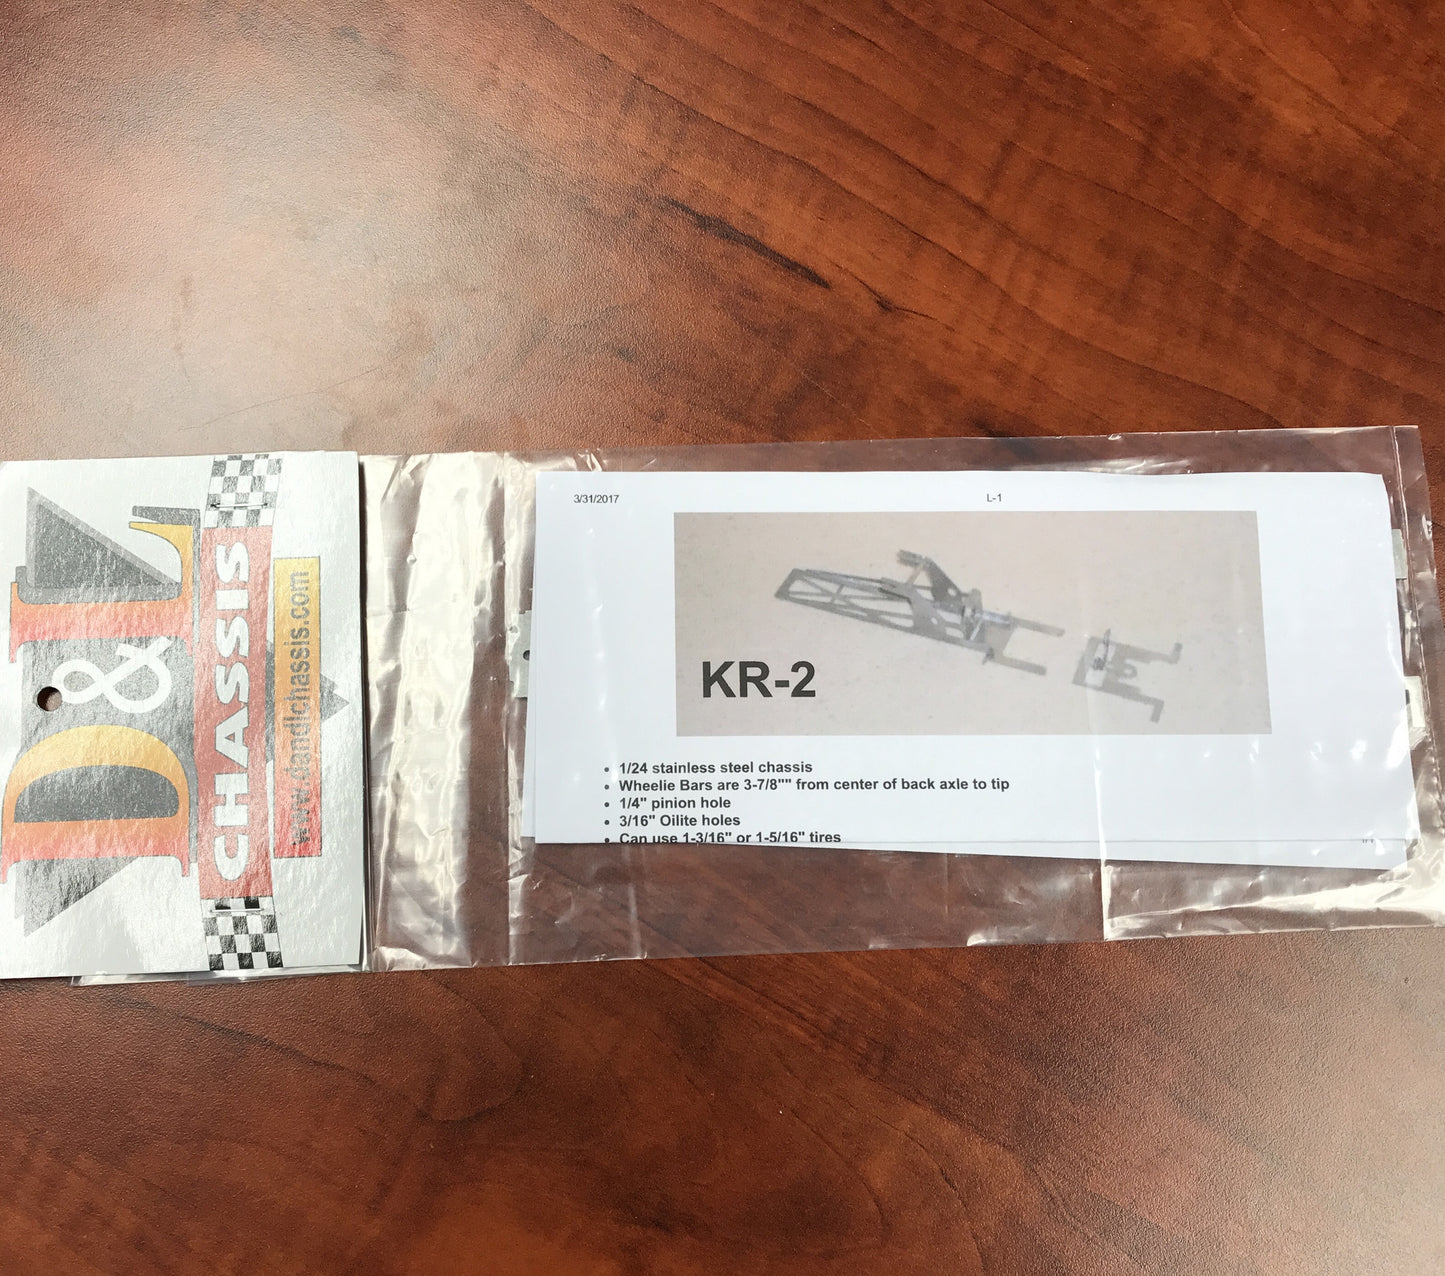 D&L
CHASSIS
www.dandlchassis.com
3/31/2017
L-1
KR-2
• 1/24 stainless steel chassis
• Wheelie Bars are 3-7/8"" from center of back axle to tip
• 1/4" pinion hole
• 3/16" Oilite holes
• Can use 1-3/16" or 1-5/16" tires